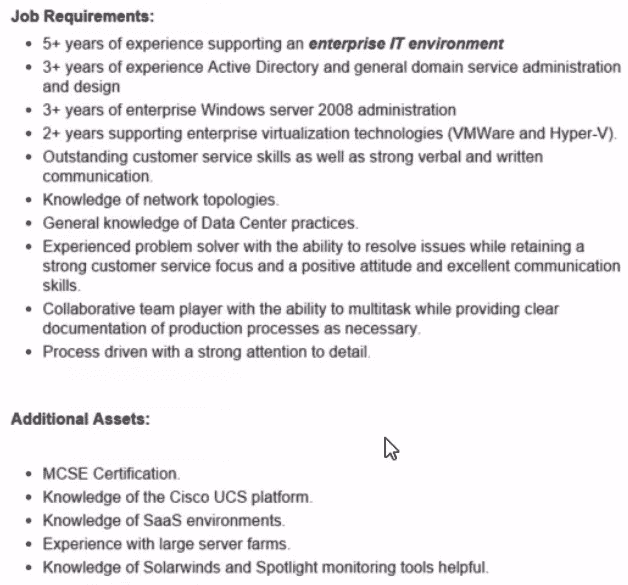 Job Requirements:
• 5+ years of experience supporting an enterprise IT environment
• 3+ years of experience Active Directory and general domain service administration
and design
• 3+ years of enterprise Windows server 2008 administration
• 2+ years supporting enterprise virtualization technologies (VMWare and Hyper-V).
• Outstanding customer service skills as well as strong verbal and written
communication.
• Knowledge of network topologies.
• General knowledge of Data Center practices.
• Experienced problem solver with the ability to resolve issues while retaining a
strong customer service focus and a positive attitude and excellent communication
skills.
• Collaborative team player with the ability to multitask while providing clear
documentation of production processes as necessary.
• Process driven with a strong attention to detail.
Additional Assets:
• MCSE Certification.
• Knowledge of the Cisco UCS platform.
• Knowledge of SaaS environments.
• Experience with large server farms.
• Knowledge of Solarwinds and Spotlight monitoring tools helpful.